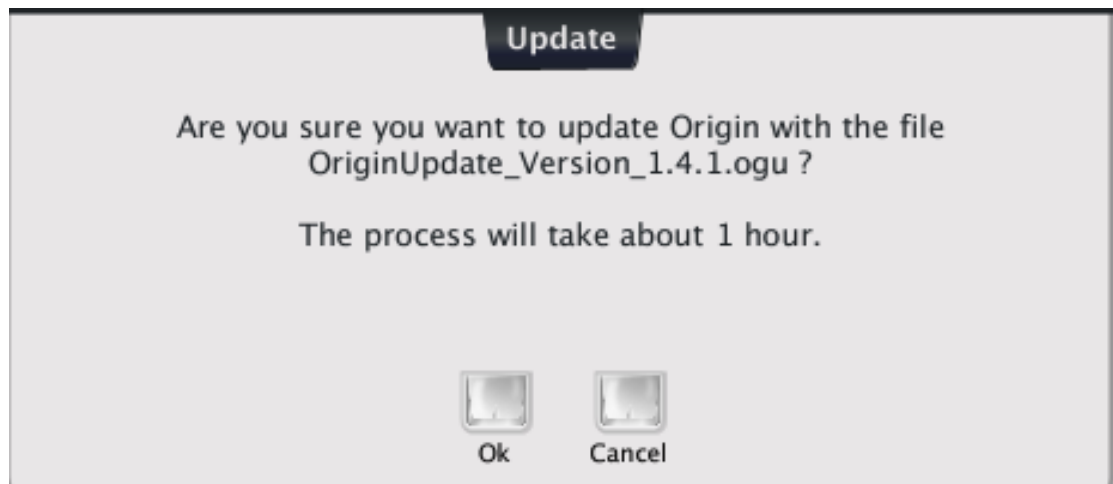 Update
Are you sure you want to update Origin with the file
OriginUpdate_Version_1.4.1.ogu ?
The process will take about 1 hour.
Ok
Cancel